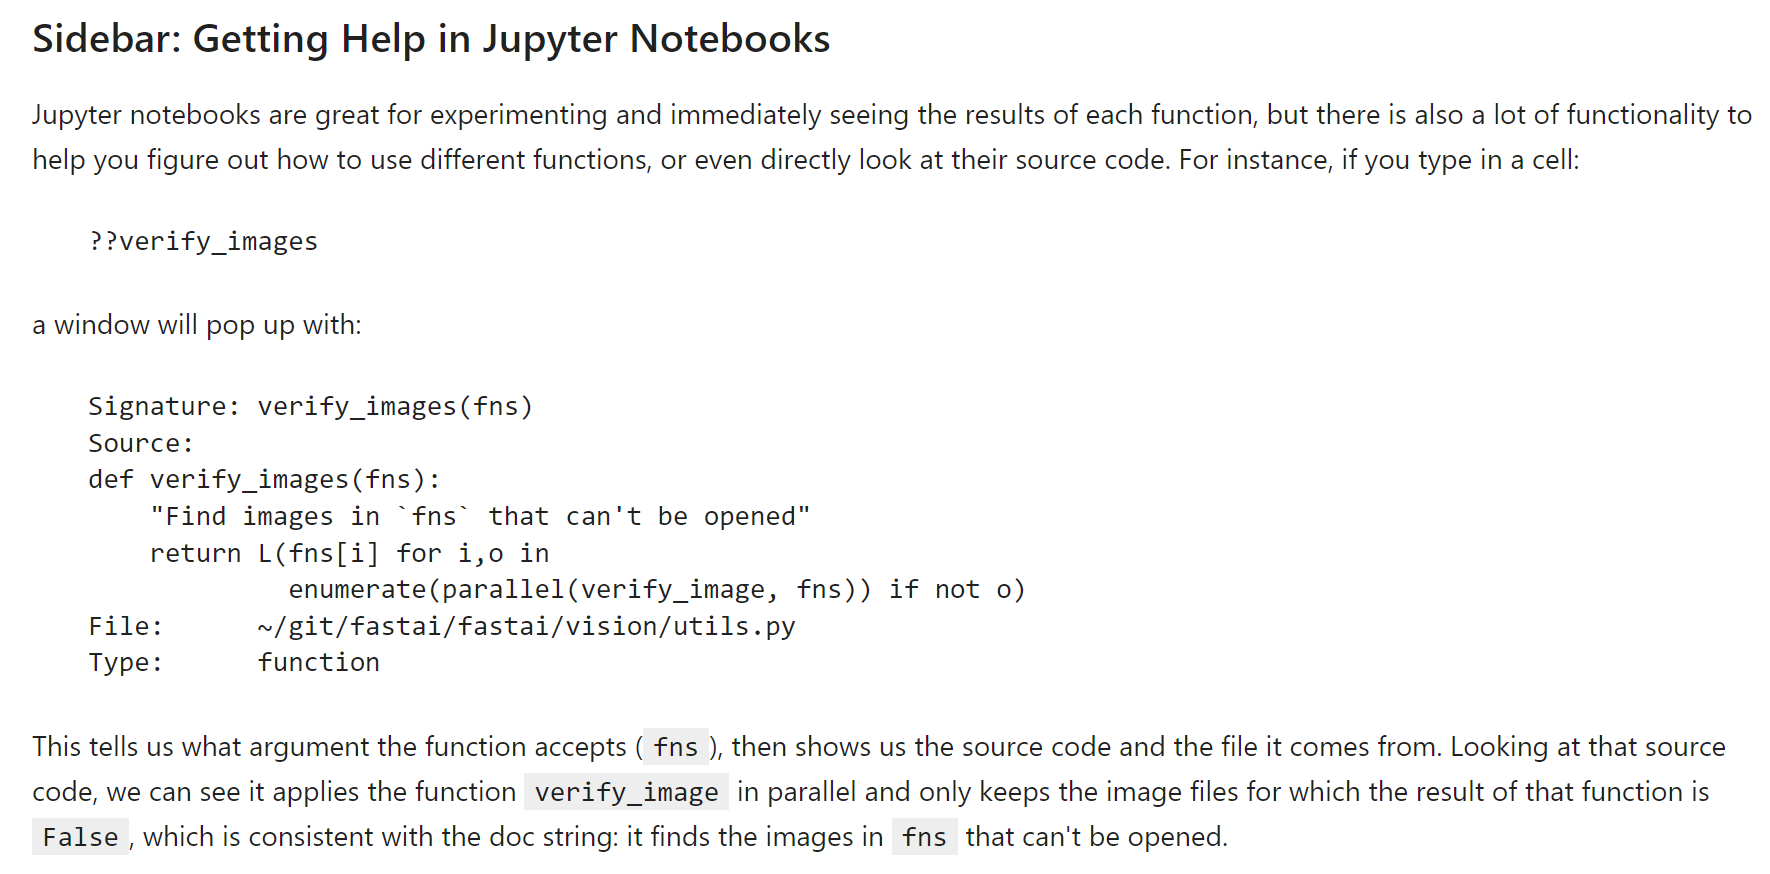 Sidebar: Getting Help in Jupyter Notebooks
Jupyter notebooks are great for experimenting and immediately seeing the results of each function, but there is also a lot of functionality to
help you figure out how to use different functions, or even directly look at their source code. For instance, if you type in a cell:
??verify_images
a window will pop up with:
Signature: verify_images(fns)
Source:
def verify_images(fns):
    "Find images in `fns` that can't be opened"
    return L(fns[i] for i,o in
             enumerate(parallel(verify_image, fns)) if not o)
File:      ~/git/fastai/fastai/vision/utils.py
Type:      function
This tells us what argument the function accepts ( fns ), then shows us the source code and the file it comes from. Looking at that source
code, we can see it applies the function verify_image in parallel and only keeps the image files for which the result of that function is
False , which is consistent with the doc string: it finds the images in fns that can't be opened.